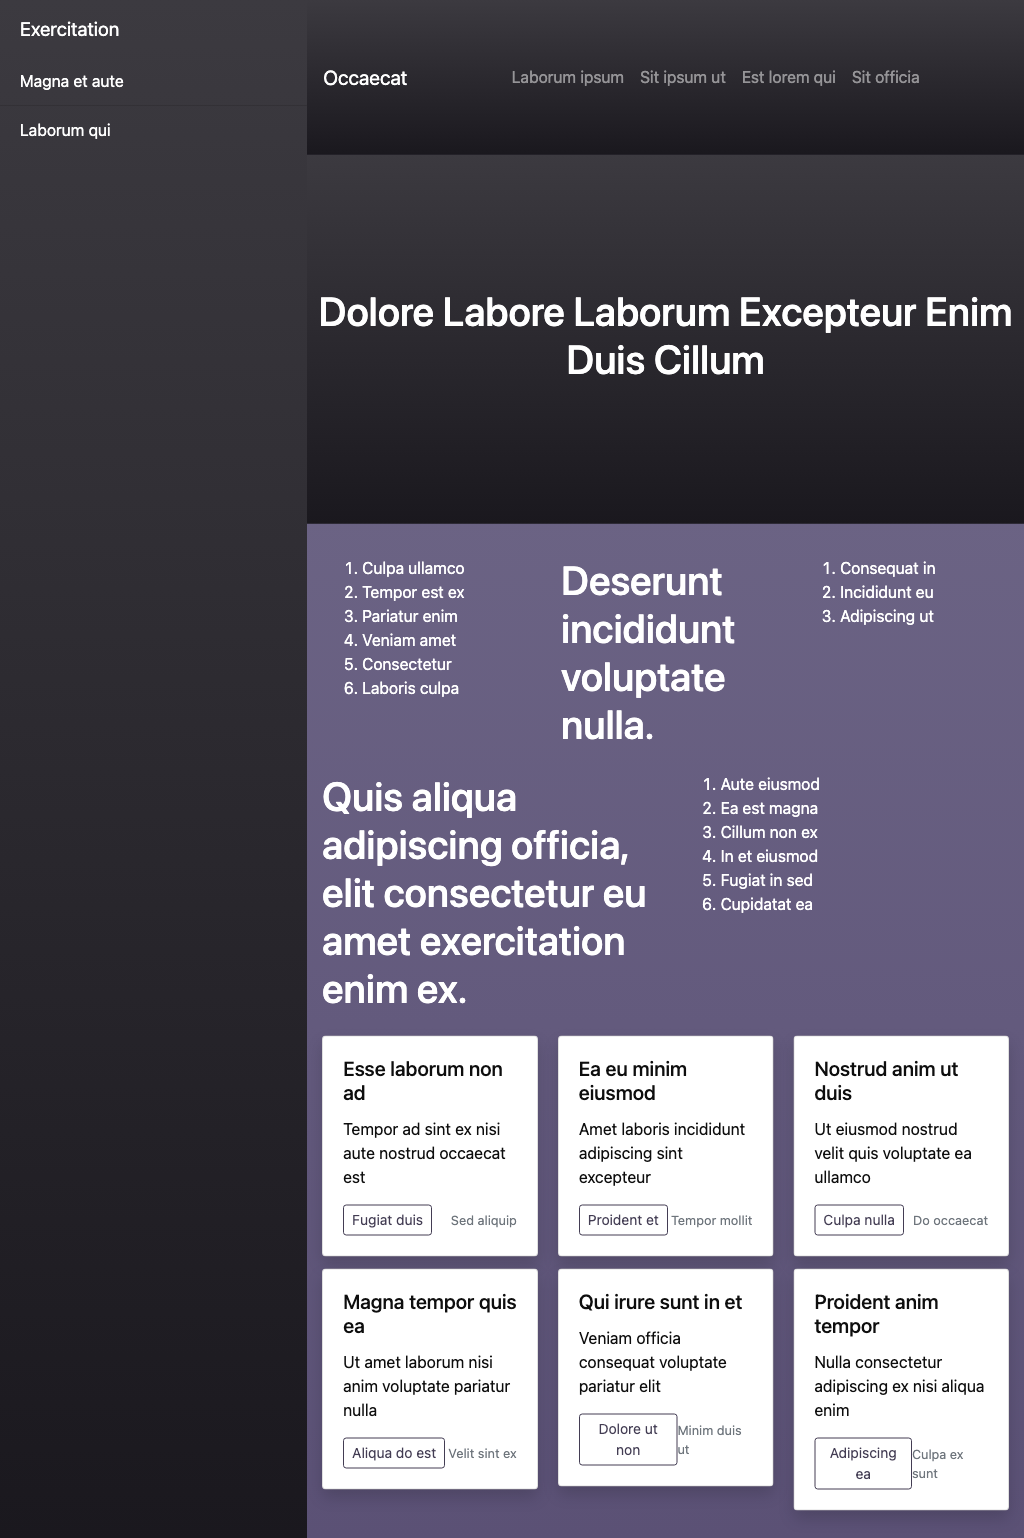 Exercitation
Magna et aute
Laborum qui
Occaecat
Laborum ipsum Sit ipsum ut Est lorem qui Sit officia
Dolore Labore Laborum Excepteur Enim
Duis Cillum
1. Culpa ullamco
2. Tempor est ex
3. Pariatur enim
4. Veniam amet
5. Consectetur
6. Laboris culpa
Deserunt
incididunt
voluptate
nulla.
1. Consequat in
2. Incididunt eu
3. Adipiscing ut
Quis aliqua
adipiscing officia,
elit consectetur eu
amet exercitation
enim ex.
1. Aute eiusmod
2. Ea est magna
3. Cillum non ex
4. In et eiusmod
5. Fugiat in sed
6. Cupidatat ea
Esse laborum non
ad
Tempor ad sint ex nisi
aute nostrud occaecat
est
Fugiat duis Sed aliquip
Ea eu minim
eiusmod
Amet laboris incididunt
adipiscing sint
excepteur
Proident et Tempor mollit
Nostrud anim ut
duis
Ut eiusmod nostrud
velit quis voluptate ea
ullamco
Culpa nulla Do occaecat
Magna tempor quis
ea
Ut amet laborum nisi
anim voluptate pariatur
nulla
Aliqua do est Velit sint ex
Qui irure sunt in et
Veniam officia
consequat voluptate
pariatur elit
Dolore ut
non
Minim duis
ut
Proident anim
tempor
Nulla consectetur
adipiscing ex nisi aliqua
enim
Adipiscing
ea
Culpa ex
sunt